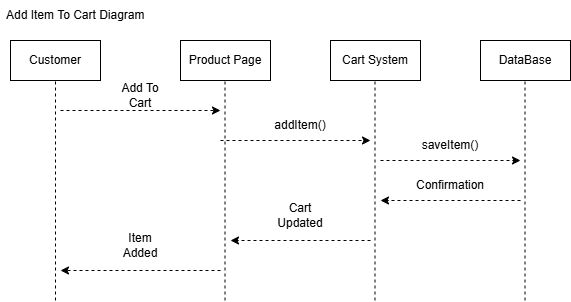 Add Item To Cart Diagram
Customer
Product Page
Cart System
DataBase
Add To
Cart
addItem()
saveItem()
Confirmation
Cart
Updated
Item
Added